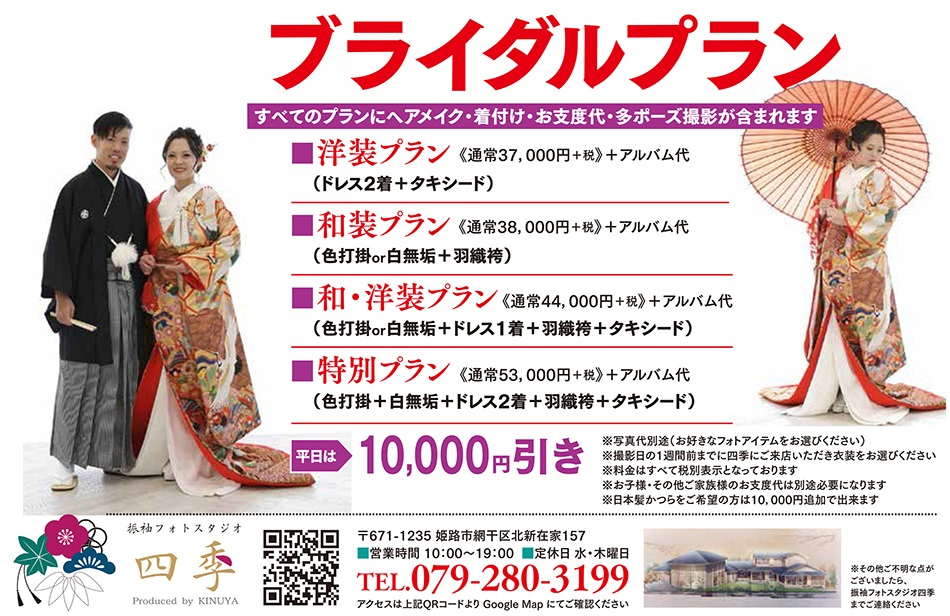 ブライダルプラン
すべてのプランにヘアメイク・着付け・お支度代・多ポーズ撮影が含まれます
■洋装プラン《通常37,000円+税》+アルバム代
（ドレス2着+タキシード）
■和装プラン《通常38,000円+税》+アルバム代
（色打掛or白無垢+羽織袴）
■和・洋装プラン《通常44,000円+税》+アルバム代
（色打掛or白無垢+ドレス1着+羽織袴+タキシード）
■特別プラン《通常53,000円+税》+アルバム代
（色打掛+白無垢+ドレス2着+羽織袴+タキシード）
平日は 10,000円引き
※写真代別途（お好きなフォトアイテムをお選びください）
※撮影日の1週間前までに四季にご来店いただき衣装をお選びください
※料金はすべて税別表示となっております
※お子様・その他ご家族様のお支度代は別途必要になります
※日本髪かつらをご希望の方は10,000円追加で出来ます
振袖フォトスタジオ
四季
Produced by KINUYA
〒671-1235 姫路市網干区北新在家157
■営業時間 10:00〜19:00 ■定休日 水・木曜日
TEL.079-280-3199
アクセスは上記QRコードより Google Map にてご確認ください
※その他ご不明な点が
ございましたら、
振袖フォトスタジオ四季
までご連絡ください